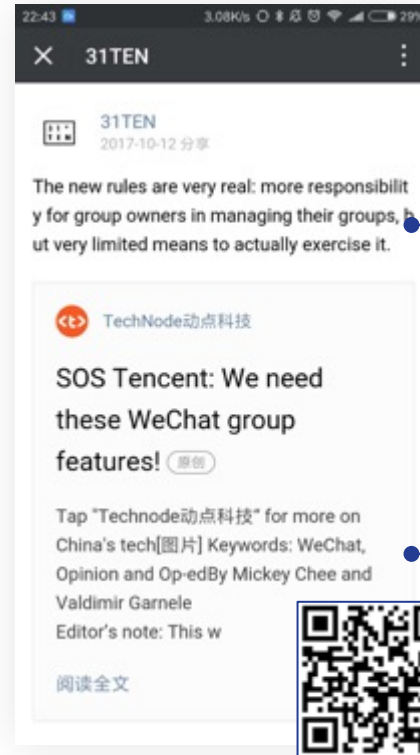 22:43 3.08K/s 29%
31TEN
31TEN
2017-10-12 分享
The new rules are very real: more responsibilit
y for group owners in managing their groups, b
ut very limited means to actually exercise it.
TechNode动点科技
SOS Tencent: We need
these WeChat group
features! 原创
Tap "Technode动点科技" for more on
China's tech[图片] Keywords: WeChat,
Opinion and Op-edBy Mickey Chee and
Valdimir Garnele
Editor's note: This w
阅读全文